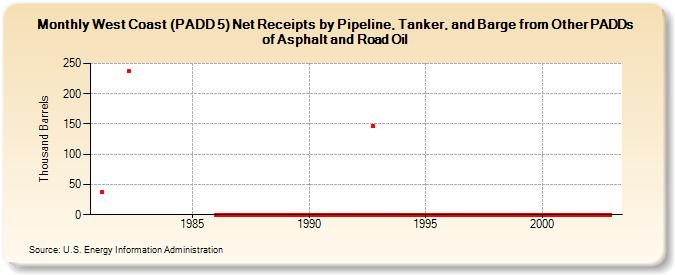 Monthly West Coast (PADD 5) Net Receipts by Pipeline, Tanker, and Barge from Other PADDs
of Asphalt and Road Oil
Thousand Barrels
250
200
150
100
50
0
1985 1990 1995 2000
Source: U.S. Energy Information Administration